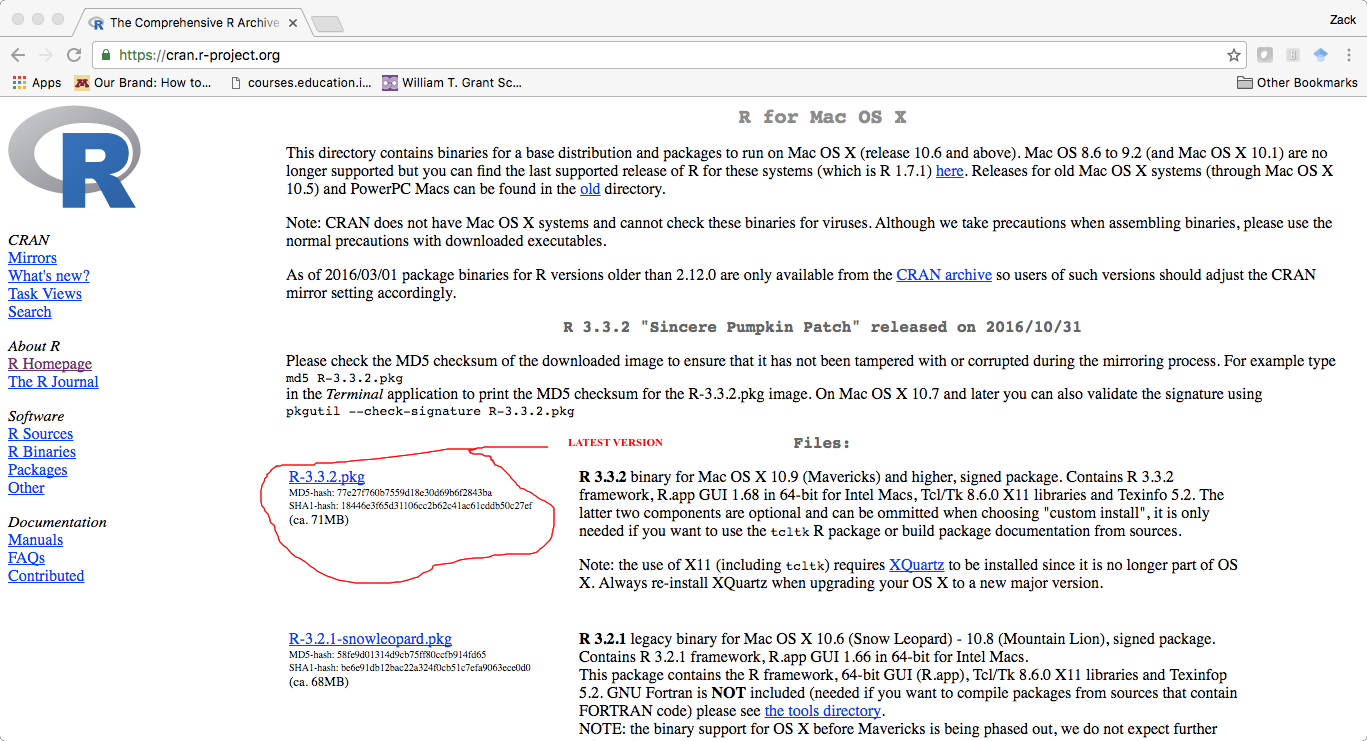 The Comprehensive R Archive
Zack
https://cran.r-project.org
Apps
Our Brand: How to...
courses.education.i...
William T. Grant Sc...
Other Bookmarks
R
CRAN
Mirrors
What's new?
Task Views
Search
About R
R Homepage
The R Journal
Software
R Sources
R Binaries
Packages
Other
Documentation
Manuals
FAQs
Contributed
R for Mac OS X
This directory contains binaries for a base distribution and packages to run on Mac OS X (release 10.6 and above). Mac OS 8.6 to 9.2 (and Mac OS X 10.1) are no
longer supported but you can find the last supported release of R for these systems (which is R 1.7.1) here. Releases for old Mac OS X systems (through Mac OS X
10.5) and PowerPC Macs can be found in the old directory.
Note: CRAN does not have Mac OS X systems and cannot check these binaries for viruses. Although we take precautions when assembling binaries, please use the
normal precautions with downloaded executables.
As of 2016/03/01 package binaries for R versions older than 2.12.0 are only available from the CRAN archive so users of such versions should adjust the CRAN
mirror setting accordingly.
R 3.3.2 "Sincere Pumpkin Patch" released on 2016/10/31
Please check the MD5 checksum of the downloaded image to ensure that it has not been tampered with or corrupted during the mirroring process. For example type
md5 R-3.3.2.pkg
in the Terminal application to print the MD5 checksum for the R-3.3.2.pkg image. On Mac OS X 10.7 and later you can also validate the signature using
pkgutil --check-signature R-3.3.2.pkg
LATEST VERSION
Files:
R-3.3.2.pkg
MD5-hash: 77e27f760b7559d18e30d69b6f2843ba
SHA1-hash: 18446e3f65d31106cc2b62c41ac61cddb50c27ef
(ca. 71MB)
R 3.3.2 binary for Mac OS X 10.9 (Mavericks) and higher, signed package. Contains R 3.3.2
framework, R.app GUI 1.68 in 64-bit for Intel Macs, Tcl/Tk 8.6.0 X11 libraries and Texinfo 5.2. The
latter two components are optional and can be ommitted when choosing "custom install", it is only
needed if you want to use the tcltk R package or build package documentation from sources.
Note: the use of X11 (including tcltk) requires XQuartz to be installed since it is no longer part of OS
X. Always re-install XQuartz when upgrading your OS X to a new major version.
R-3.2.1-snowleopard.pkg
MD5-hash: 58fe9d01314d9cb75ff80ccfb914fd65
SHA1-hash: be6e91db12bac22a324f0cb51c7efa9063ece0d0
(ca. 68MB)
R 3.2.1 legacy binary for Mac OS X 10.6 (Snow Leopard) - 10.8 (Mountain Lion), signed package.
Contains R 3.2.1 framework, R.app GUI 1.66 in 64-bit for Intel Macs.
This package contains the R framework, 64-bit GUI (R.app), Tcl/Tk 8.6.0 X11 libraries and Texinfop
5.2. GNU Fortran is NOT included (needed if you want to compile packages from sources that contain
FORTRAN code) please see the tools directory.
NOTE: the binary support for OS X before Mavericks is being phased out, we do not expect further